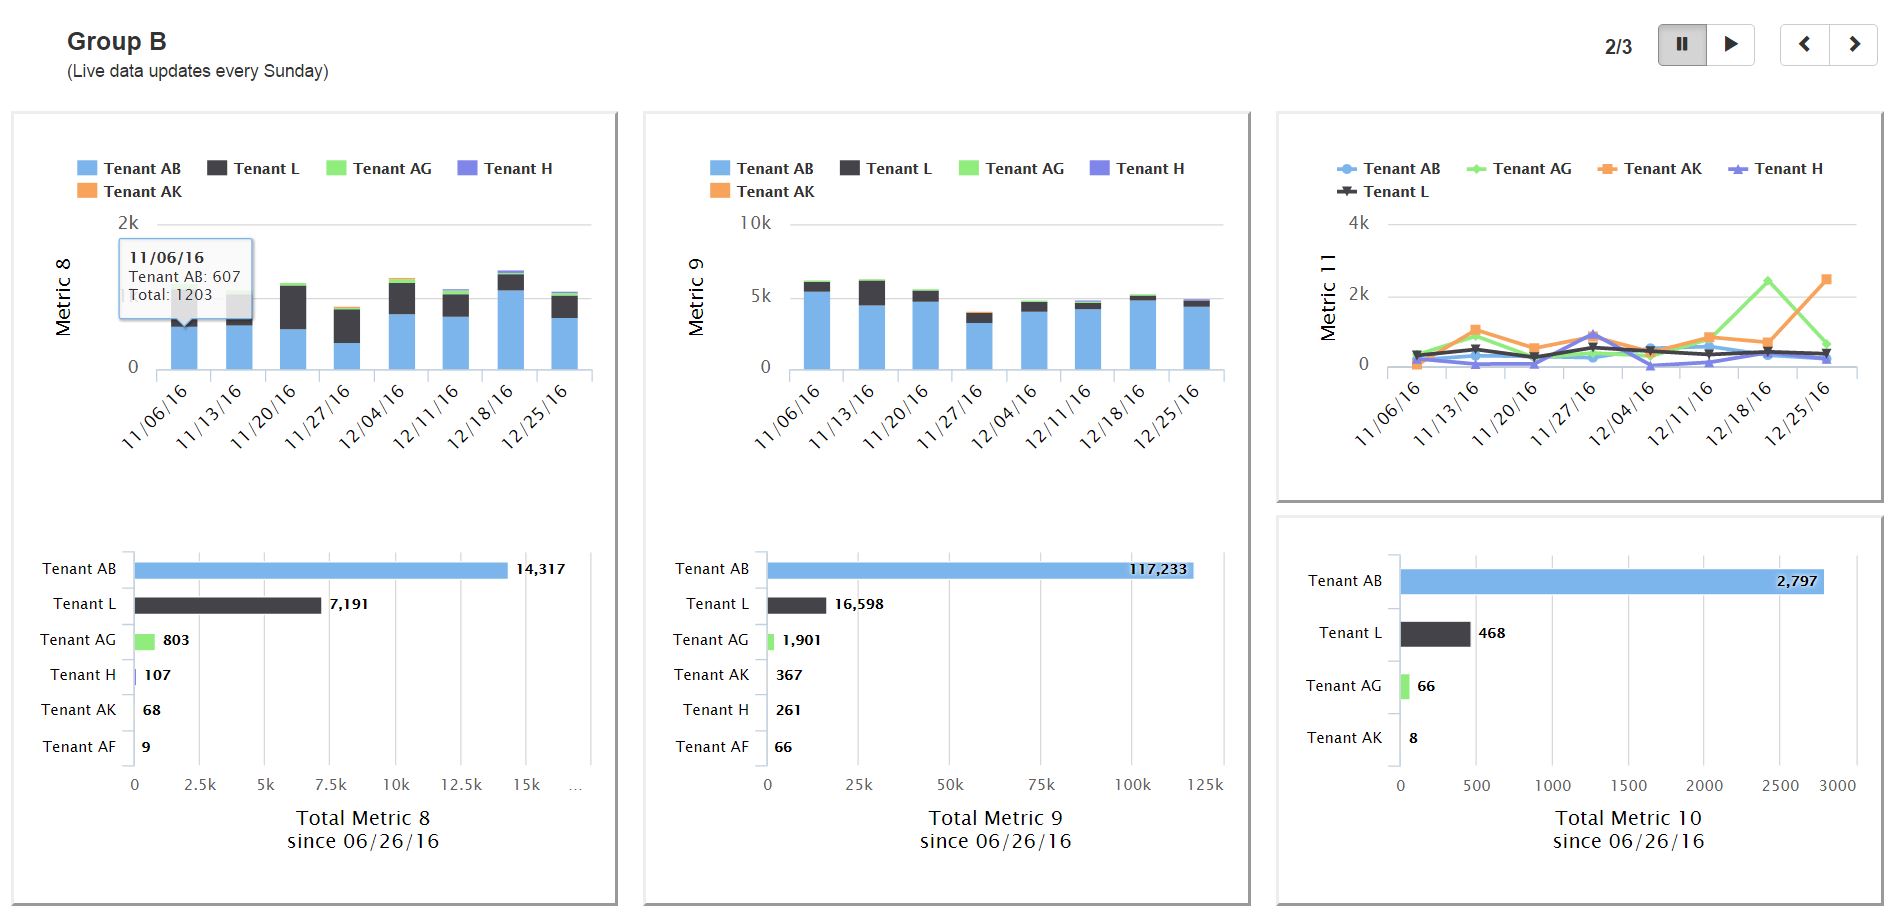 Group B
(Live data updates every Sunday)
2/3
Tenant AB Tenant L Tenant AG Tenant H
Tenant AK
2k
11/06/16
Tenant AB: 607
Total: 1203
0
Metric 8
11/06/16 11/13/16 11/20/16 11/27/16 12/04/16 12/11/16 12/18/16 12/25/16
Tenant AB 14,317
Tenant L 7,191
Tenant AG 803
Tenant H 107
Tenant AK 68
Tenant AF 9
0 2.5k 5k 7.5k 10k 12.5k 15k ...
Total Metric 8
since 06/26/16
Tenant AB Tenant L Tenant AG Tenant H
Tenant AK
10k
5k
0
Metric 9
11/06/16 11/13/16 11/20/16 11/27/16 12/04/16 12/11/16 12/18/16 12/25/16
Tenant AB 117,233
Tenant L 16,598
Tenant AG 1,901
Tenant AK 367
Tenant H 261
Tenant AF 66
0 25k 50k 75k 100k 125k
Total Metric 9
since 06/26/16
Tenant AB Tenant AG Tenant AK Tenant H
Tenant L
4k
2k
0
Metric 11
11/06/16 11/13/16 11/20/16 11/27/16 12/04/16 12/11/16 12/18/16 12/25/16
Tenant AB 2,797
Tenant L 468
Tenant AG 66
Tenant AK 8
0 500 1000 1500 2000 2500 3000
Total Metric 10
since 06/26/16